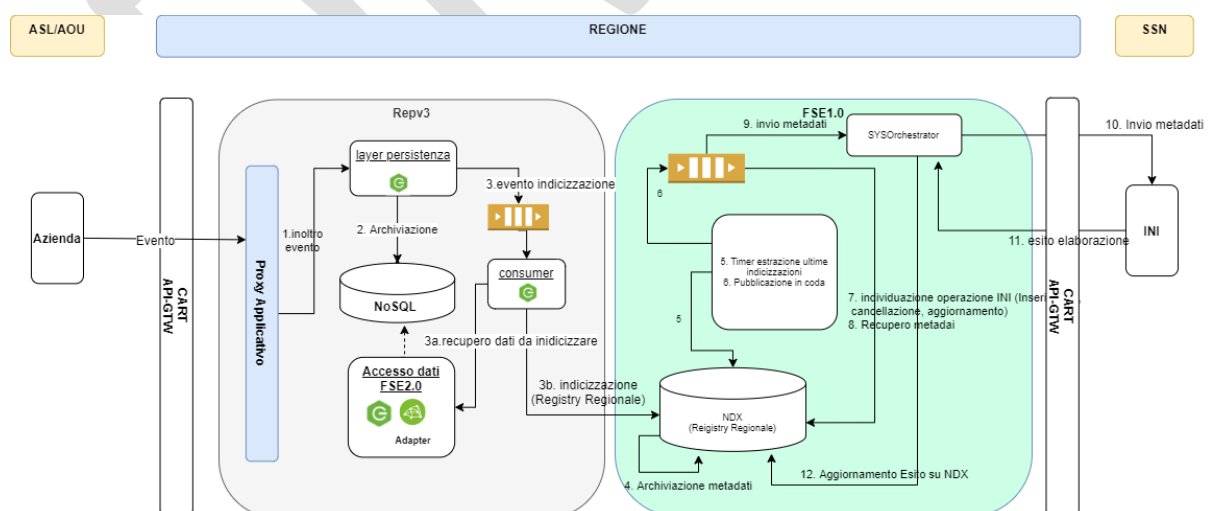 ASL/AOU
REGIONE
SSN
Repv3
FSE1.0
9. invio metadati
SYSOrchestrator
10. Invio metadati
layer persistenza
3.evento indicizzazione
6
Azienda
Evento
1.inoltro
evento
2. Archiviazione
consumer
5. Timer estrazione ultime
indicizzazioni
6. Pubblicazione in coda
11. esito elaborazione
INI
CART
API-GTW
Proxy Applicativo
NoSQL
5
7. individuazione operazione INI (Inseri
cancellazione, aggiornamento)
8. Recupero metadai
CART
API-GTW
3a.recupero dati da inidicizzare
Accesso dati
FSE2.0
Adapter
3b. indicizzazione
(Registry Regionale)
NDX
(Reigistry Regionale)
4. Archiviazione metadati
12. Aggiornamento Esito su NDX